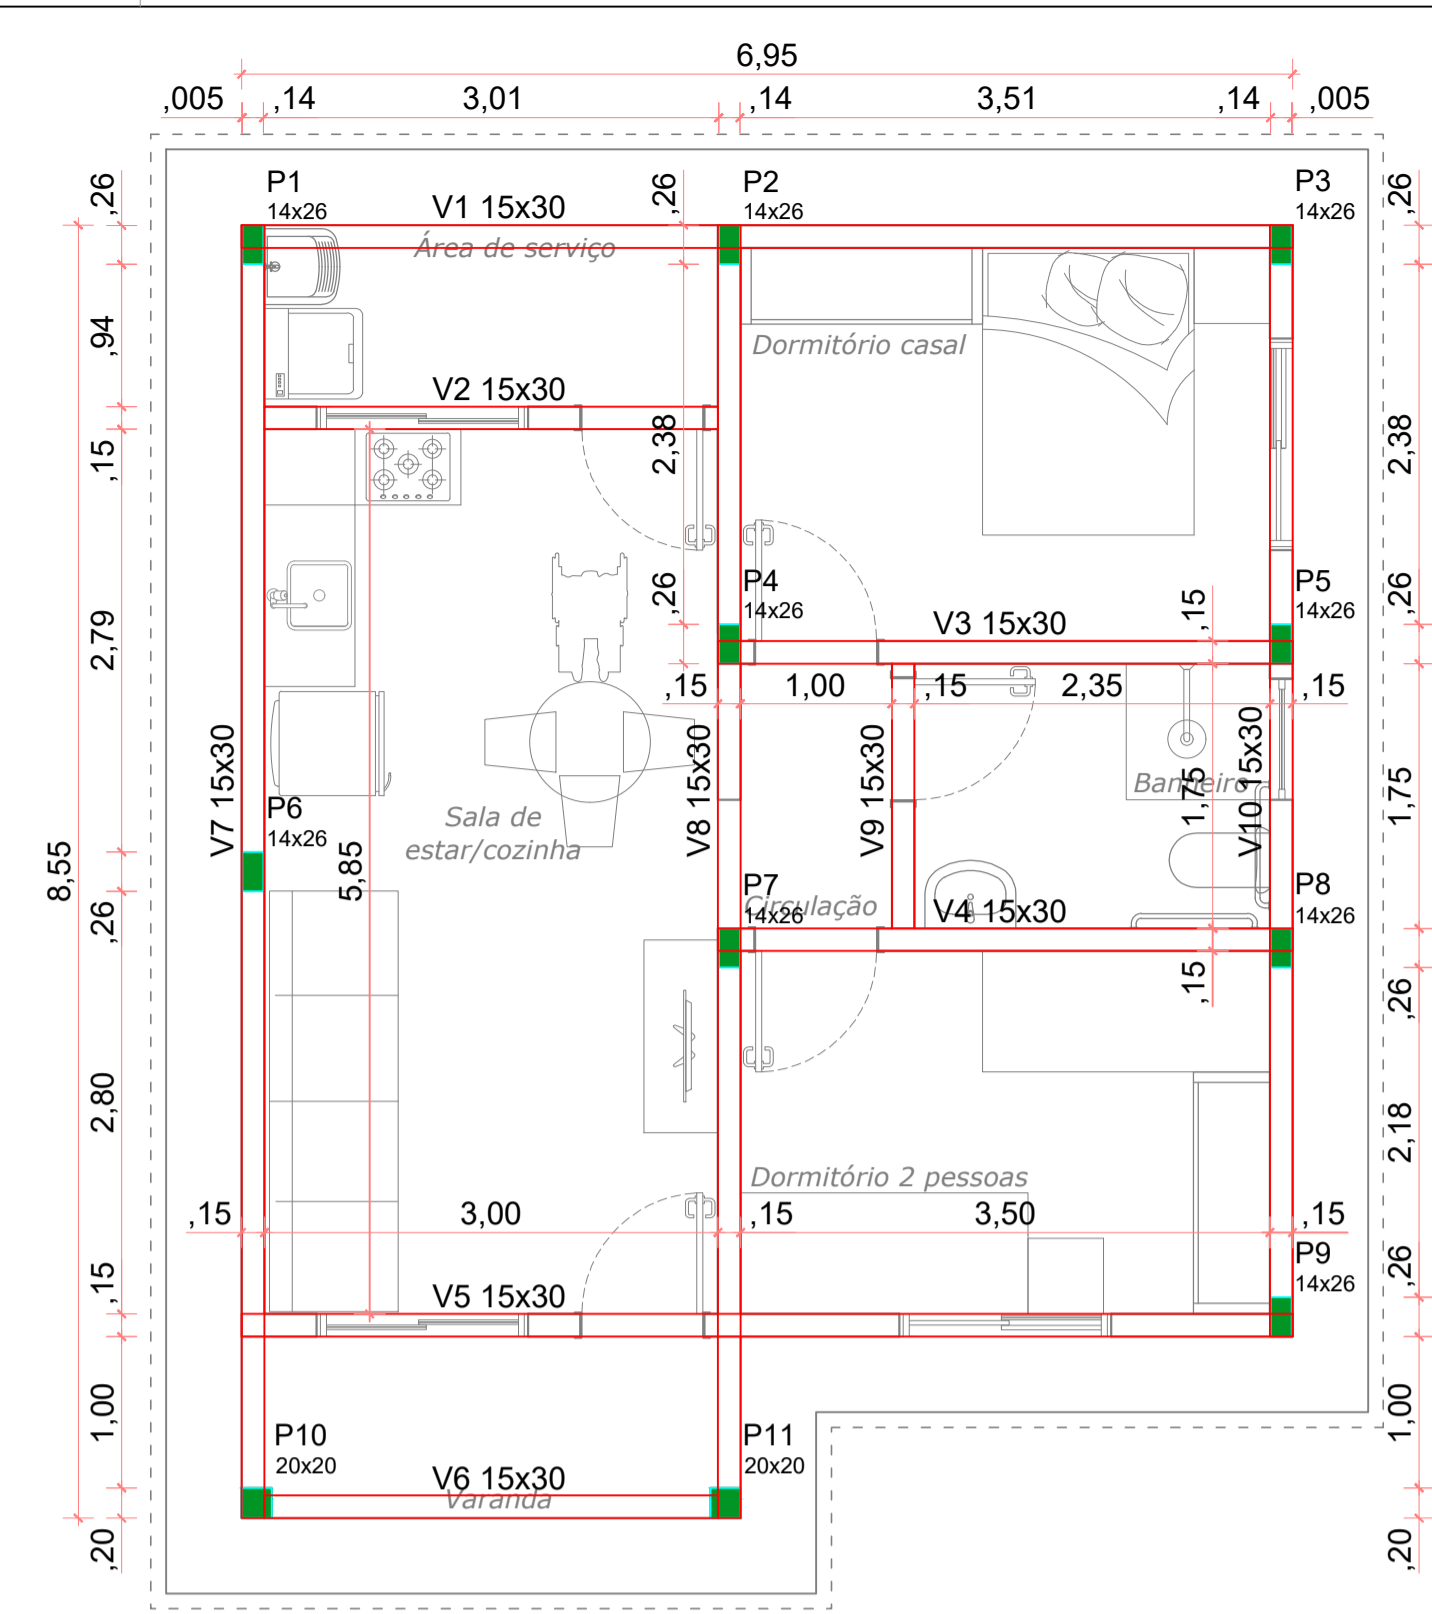 6,95
,005 ,14 3,01 ,14 3,51 ,14 ,005
P1
14x26
V1 15x30
P2
14x26
P3
14x26
,26
,26
,26
Área de serviço
,94
Dormitório casal
V2 15x30
,15
2,38
2,38
,26
P4
14x26
P5
14x26
,26
V3 15x30
,15
2,79
,15 1,00 ,15 2,35 ,15
V7 15x30
V8 15x30
V9 15x30
V10 15x30
Banheiro
1,75
1,75
P6
14x26
Sala de
estar/cozinha
8,55
5,85
,26
P7
14x26
Circulação
V4 15x30
P8
14x26
,15
,26
2,80
2,18
Dormitório 2 pessoas
,15 3,00 ,15 3,50 ,15
P9
14x26
,15
V5 15x30
,26
1,00
1,00
P10
20x20
V6 15x30
Varanda
P11
20x20
,20
,20